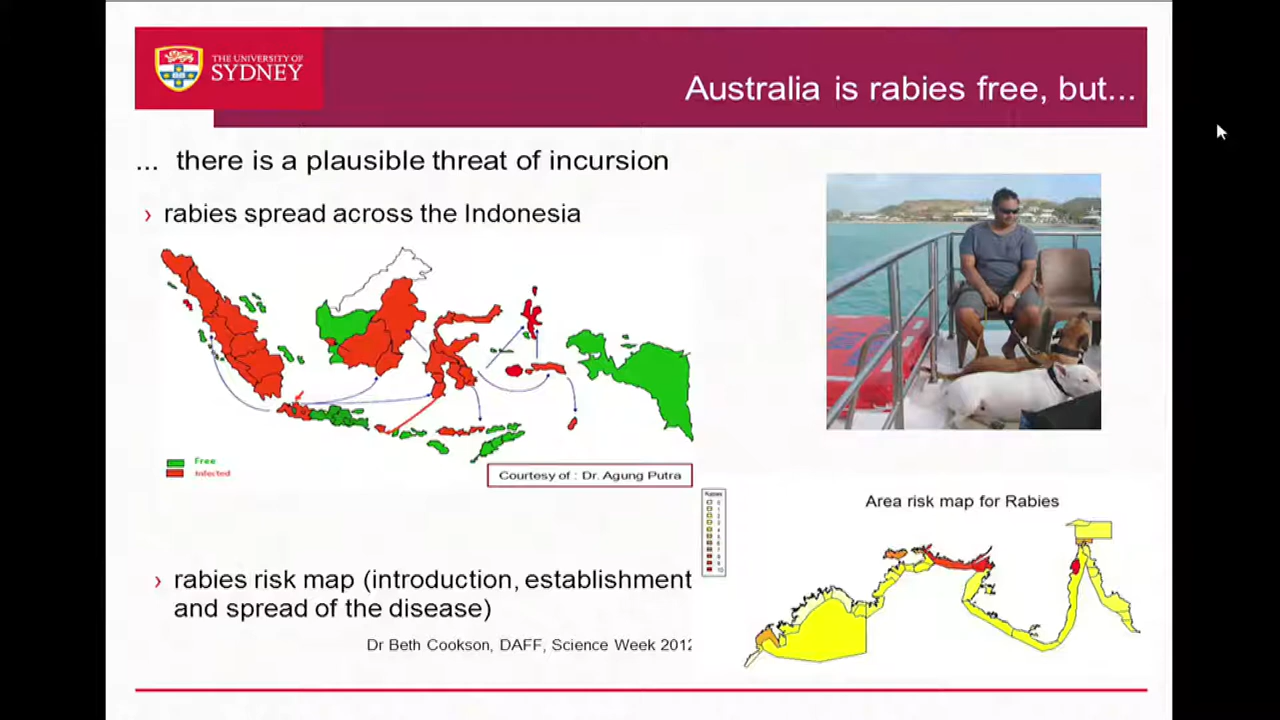 THE UNIVERSITY OF
SYDNEY
Australia is rabies free, but...
... there is a plausible threat of incursion
› rabies spread across the Indonesia
Free
Infected
Courtesy of : Dr. Agung Putra
Area risk map for Rabies
› rabies risk map (introduction, establishment
and spread of the disease)
Dr Beth Cookson, DAFF, Science Week 2012